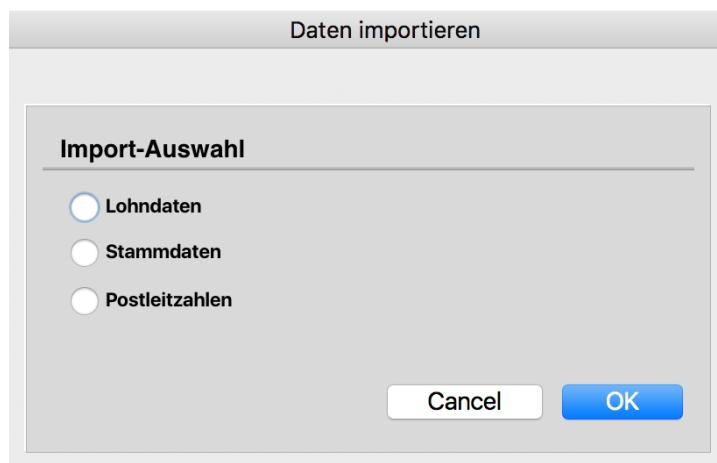 Daten importieren
Import-Auswahl
Lohndaten
Stammdaten
Postleitzahlen
Cancel OK